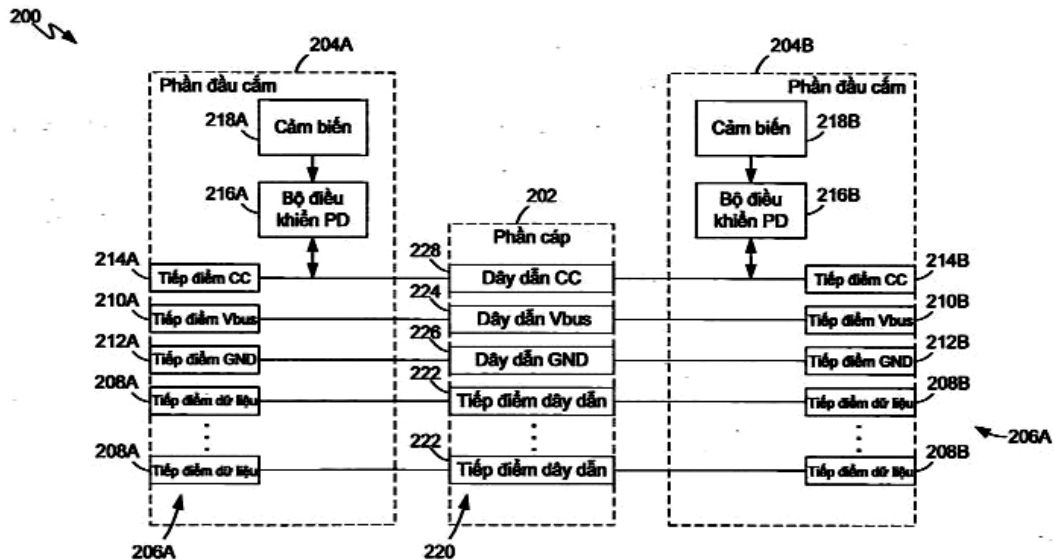 200
204A
204B
Phần đầu cắm
Phần đầu cắm
218A
Cảm biến
Cảm biến
218B
216A
Bộ điều
khiển PD
Bộ điều
khiển PD
216B
202
Phần cáp
214A
Tiếp điểm CC
228
Dây dẫn CC
Tiếp điểm CC
214B
210A
Tiếp điểm Vbus
224
Dây dẫn Vbus
Tiếp điểm Vbus
210B
212A
Tiếp điểm GND
226
Dây dẫn GND
Tiếp điểm GND
212B
208A
Tiếp điểm dữ liệu
222
Tiếp điểm dây dẫn
Tiếp điểm dữ liệu
208B
206A
208A
Tiếp điểm dữ liệu
222
Tiếp điểm dây dẫn
Tiếp điểm dữ liệu
208B
206A
220